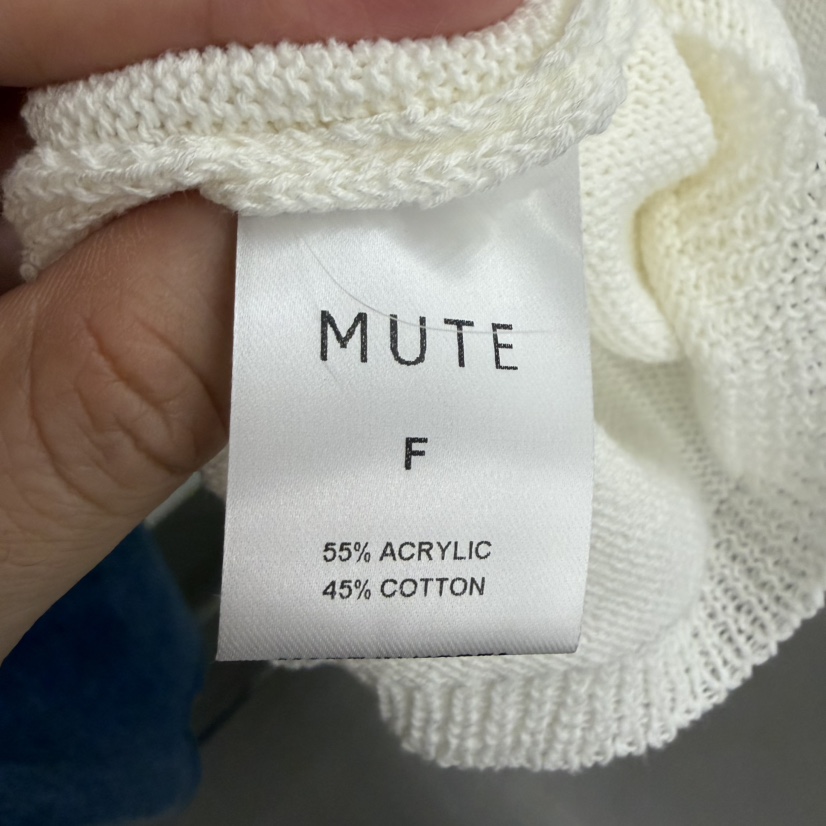 MUTE
F
55% ACRYLIC
45% COTTON